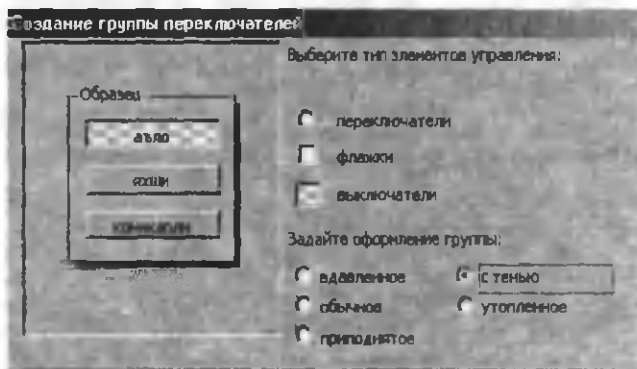 Создание группы переключателей
Выберите тип элементов управления:
Образец
аъло
яхши
переключатели
флажки
выключатели
Задайте оформление группы:
вдавленное
с тенью
обычное
утопленное
приподнятое